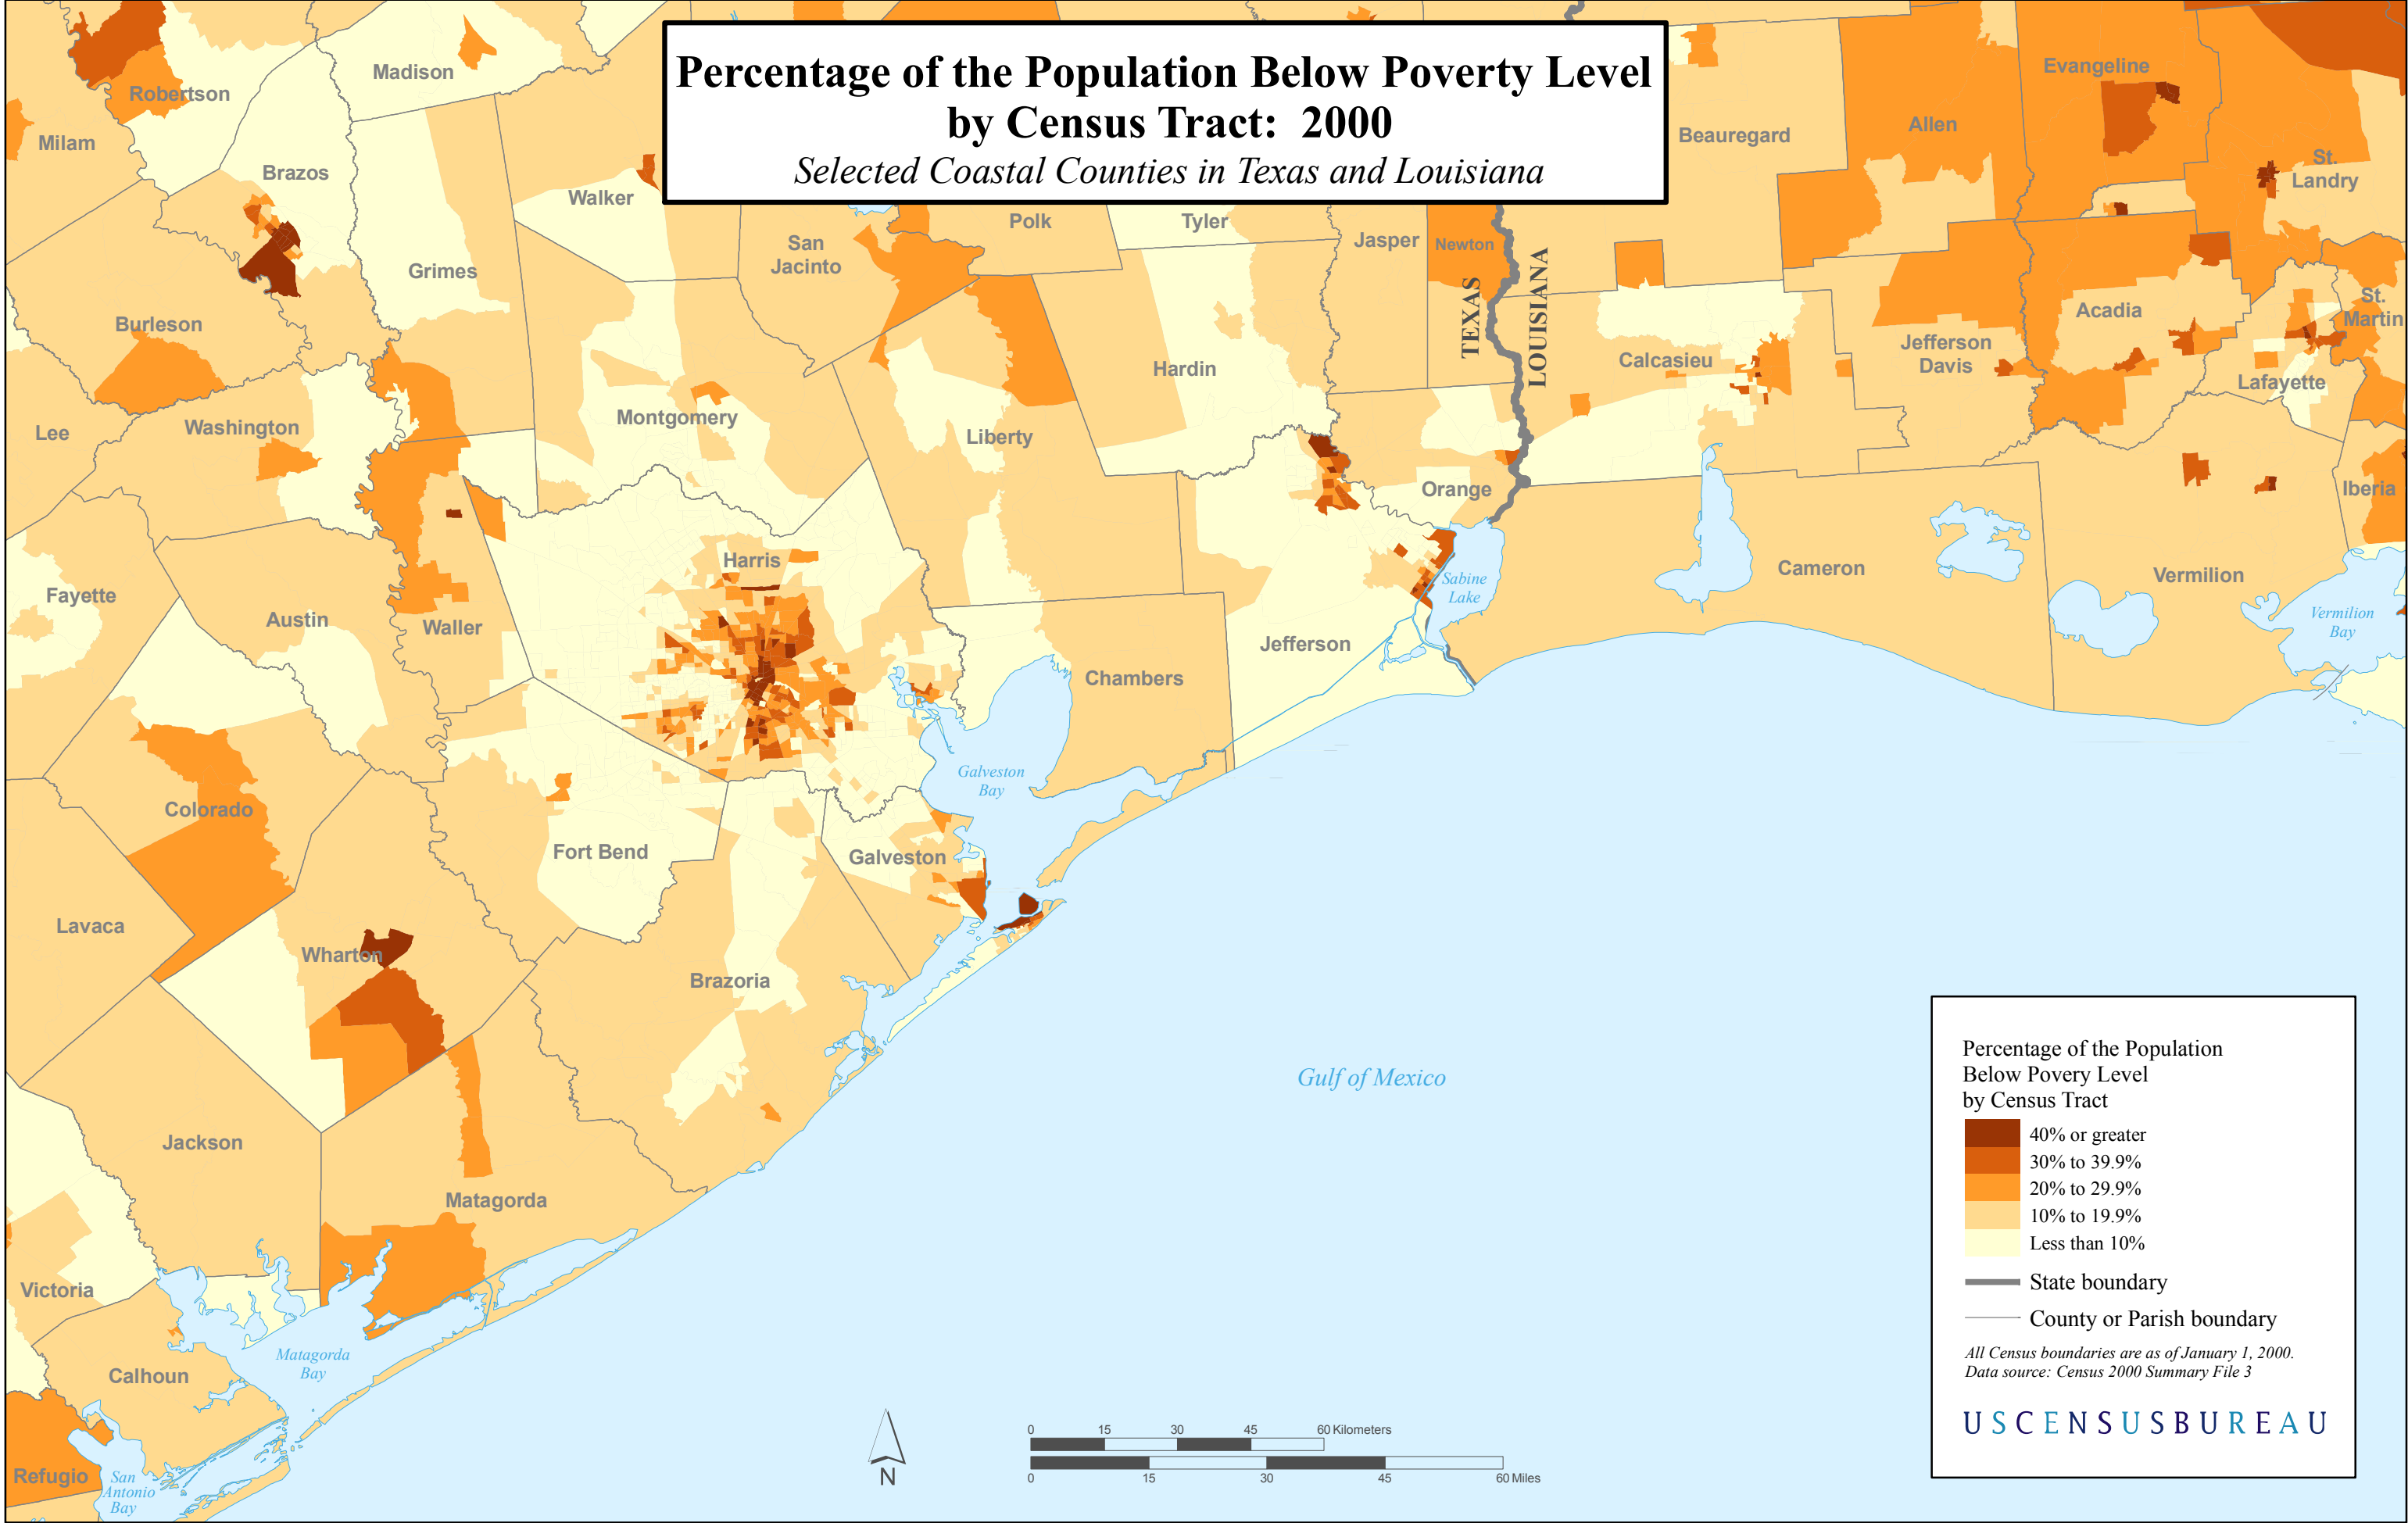 Percentage of the Population Below Poverty Level
by Census Tract: 2000
Selected Coastal Counties in Texas and Louisiana
Madison
Robertson
Milam
Brazos
Walker
Grimes
San
Jacinto
Polk
Tyler
Jasper
Newton
TEXAS
LOUISIANA
Beauregard
Allen
Evangeline
St.
Landry
St.
Martin
Burleson
Lee
Washington
Montgomery
Liberty
Hardin
Orange
Calcasieu
Jefferson
Davis
Acadia
Lafayette
Iberia
Fayette
Austin
Waller
Harris
Chambers
Jefferson
Sabine
Lake
Cameron
Vermilion
Vermilion
Bay
Colorado
Lavaca
Wharton
Fort Bend
Galveston
Galveston
Bay
Brazoria
Jackson
Matagorda
Gulf of Mexico
Victoria
Calhoun
Matagorda
Bay
Refugio
San
Antonio
Bay
N
0 15 30 45 60 Kilometers
0 15 30 45 60 Miles
Percentage of the Population
Below Povery Level
by Census Tract
40% or greater
30% to 39.9%
20% to 29.9%
10% to 19.9%
Less than 10%
State boundary
County or Parish boundary
All Census boundaries are as of January 1, 2000.
Data source: Census 2000 Summary File 3
USCENSUSBUREAU